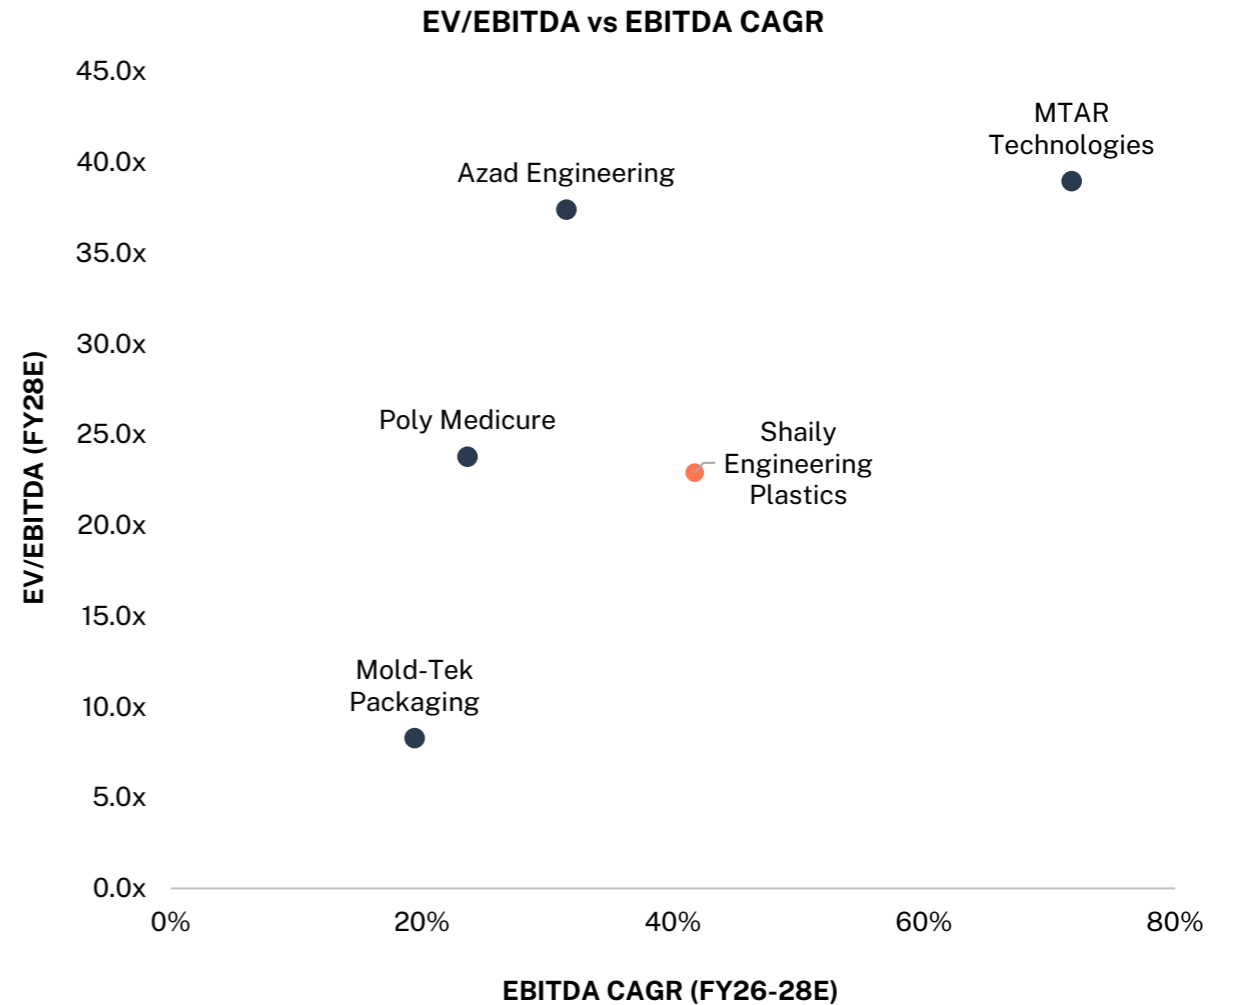 EV/EBITDA vs EBITDA CAGR
45.0x
MTAR
Technologies
40.0x
Azad Engineering
35.0x
30.0x
EV/EBITDA (FY28E)
25.0x
Poly Medicure
Shaily
Engineering
Plastics
20.0x
15.0x
Mold-Tek
Packaging
10.0x
5.0x
0.0x
0%
20%
40%
60%
80%
EBITDA CAGR (FY26-28E)